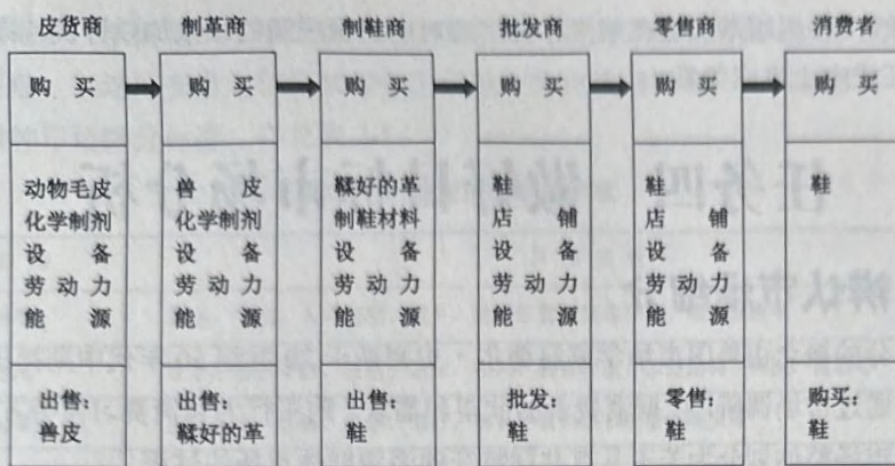 皮货商 制革商 制鞋商 批发商 零售商 消费者
购买 购买 购买 购买 购买 购买
动物毛皮
化学制剂
设备
劳动力
能源
兽皮
化学制剂
设备
劳动力
能源
鞣好的革
制鞋材料
设备
劳动力
能源
鞋
店铺
设备
劳动力
能源
鞋
店铺
设备
劳动力
能源
鞋
出售：
兽皮
出售：
鞣好的革
出售：
鞋
批发：
鞋
零售：
鞋
购买：
鞋